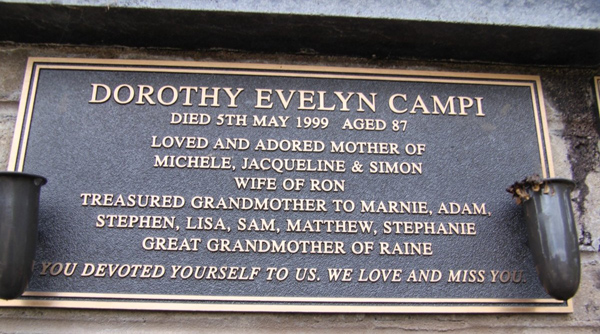 DOROTHY EVELYN CAMPI
DIED 5TH MAY 1999 AGED 87
LOVED AND ADORED MOTHER OF
MICHELE, JACQUELINE & SIMON
WIFE OF RON
TREASURED GRANDMOTHER TO MARNIE, ADAM,
STEPHEN, LISA, SAM, MATTHEW, STEPHANIE
GREAT GRANDMOTHER OF RAINE
YOU DEVOTED YOURSELF TO US. WE LOVE AND MISS YOU.